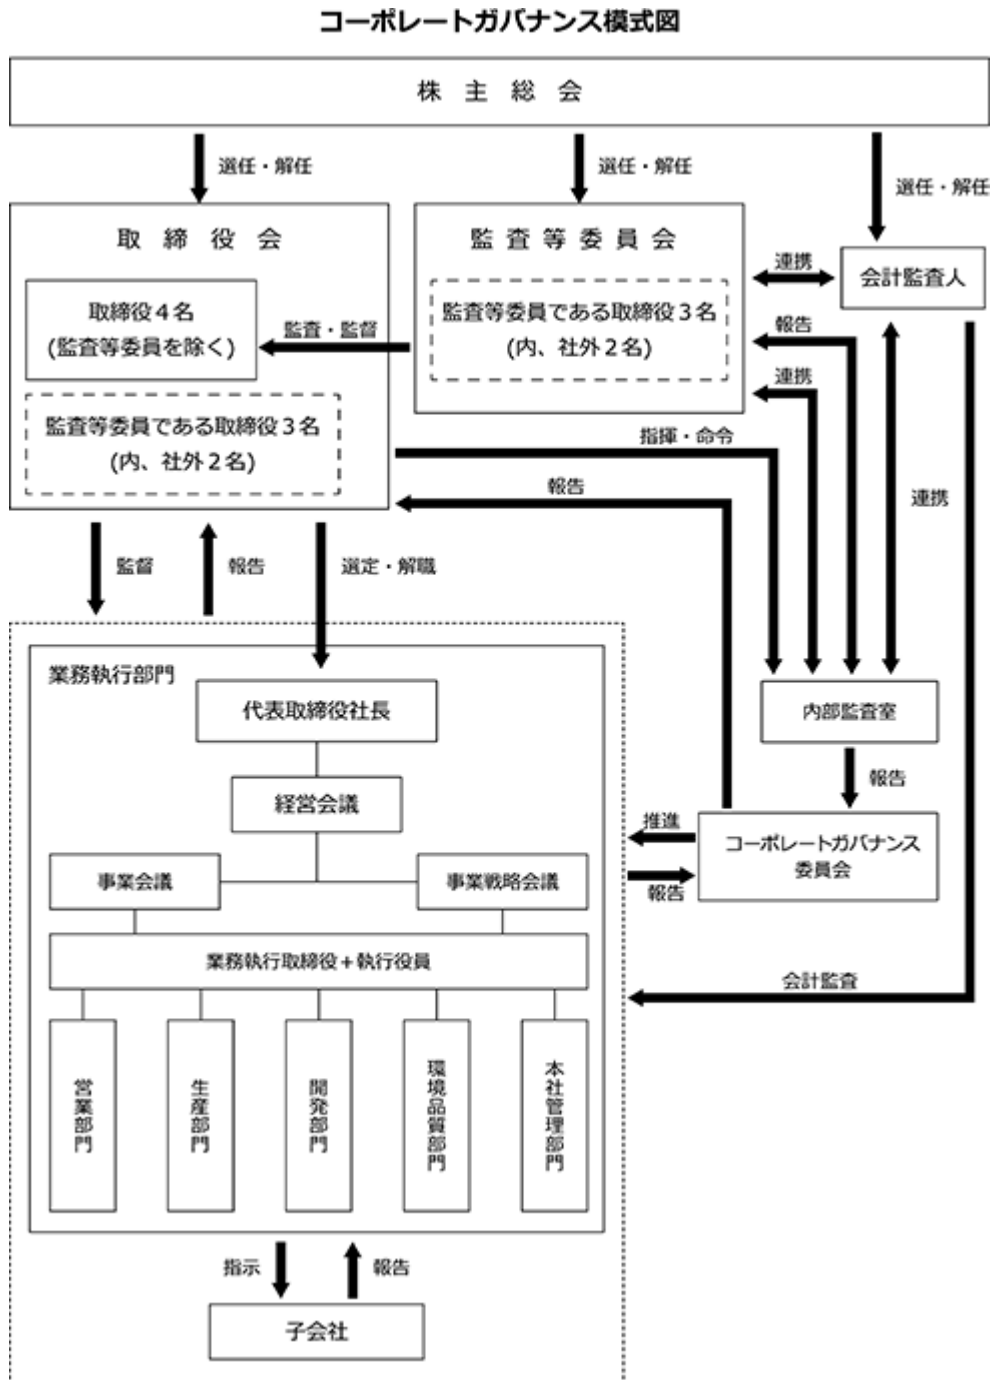 コーポレートガバナンス模式図
株主総会
選任・解任
選任・解任
選任・解任
取締役会
取締役4名
(監査等委員を除く)
監査等委員である取締役3名
(内、社外2名)
監査・監督
監査等委員会
監査等委員である取締役3名
(内、社外2名)
連携
会計監査人
報告
連携
指揮・命令
報告
連携
監督
報告
選定・解職
業務執行部門
代表取締役社長
経営会議
事業会議
事業戦略会議
業務執行取締役+執行役員
営業部門
生産部門
開発部門
環境品質部門
本社管理部門
内部監査室
報告
推進
コーポレートガバナンス
委員会
報告
会計監査
指示
報告
子会社